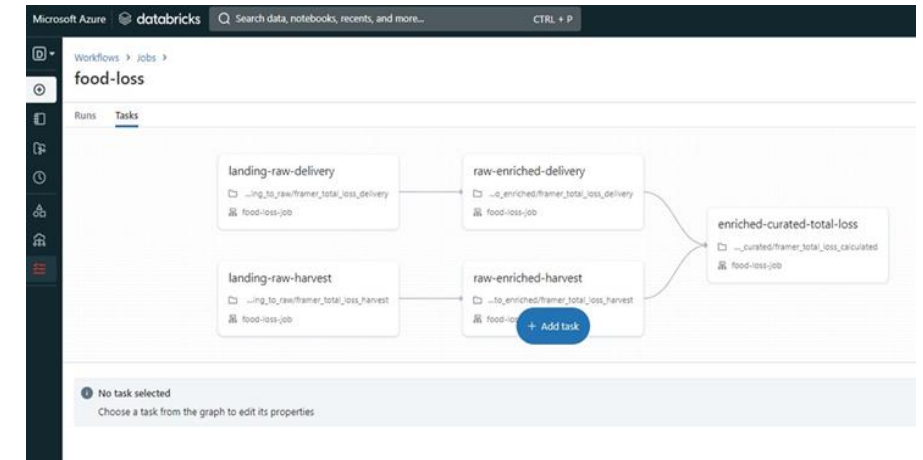 Microsoft Azure databricks Search data, notebooks, recents, and more... CTRL + P
D
Workflows > Jobs >
food-loss
Runs Tasks
landing-raw-delivery
...ing_to_raw/framer_total_loss_delivery
food-loss-job
raw-enriched-delivery
...o_enriched/framer_total_loss_delivery
food-loss-job
enriched-curated-total-loss
..._curated/framer_total_loss_calculated
food-loss-job
landing-raw-harvest
...ing_to_raw/framer_total_loss_harvest
food-loss-job
raw-enriched-harvest
...to_enriched/framer_total_loss_harvest
food-los
+ Add task
No task selected
Choose a task from the graph to edit its properties